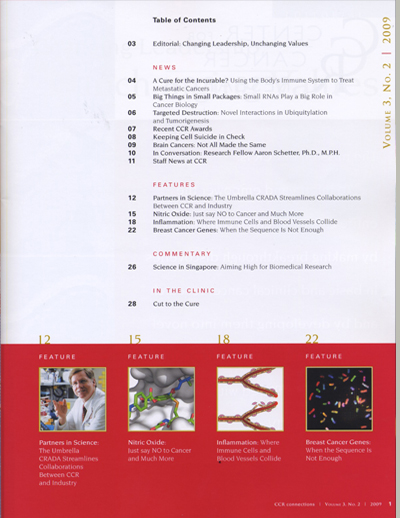 Table of Contents
03 Editorial: Changing Leadership, Unchanging Values
NEWS
04 A Cure for the Incurable? Using the Body's Immune System to Treat
Metastatic Cancers
05 Big Things in Small Packages: Small RNAs Play a Big Role in
Cancer Biology
06 Targeted Destruction: Novel Interactions in Ubiquitylation
and Tumorigenesis
07 Recent CCR Awards
08 Keeping Cell Suicide in Check
09 Brain Cancers: Not All Made the Same
10 In Conversation: Research Fellow Aaron Schetter, Ph.D., M.P.H.
11 Staff News at CCR
FEATURES
12 Partners in Science: The Umbrella CRADA Streamlines Collaborations
Between CCR and Industry
15 Nitric Oxide: Just say NO to Cancer and Much More
18 Inflammation: Where Immune Cells and Blood Vessels Collide
22 Breast Cancer Genes: When the Sequence Is Not Enough
COMMENTARY
26 Science in Singapore: Aiming High for Biomedical Research
IN THE CLINIC
28 Cut to the Cure
VOLUME 3, NO. 2 | 2009
12
FEATURE
Partners in Science:
The Umbrella
CRADA Streamlines
Collaborations
Between CCR
and Industry
15
FEATURE
Nitric Oxide:
Just say NO to Cancer
and Much More
18
FEATURE
Inflammation: Where
Immune Cells and
Blood Vessels Collide
22
FEATURE
Breast Cancer Genes:
When the Sequence Is
Not Enough
CCR connections | VOLUME 3, NO. 2 | 2009 1